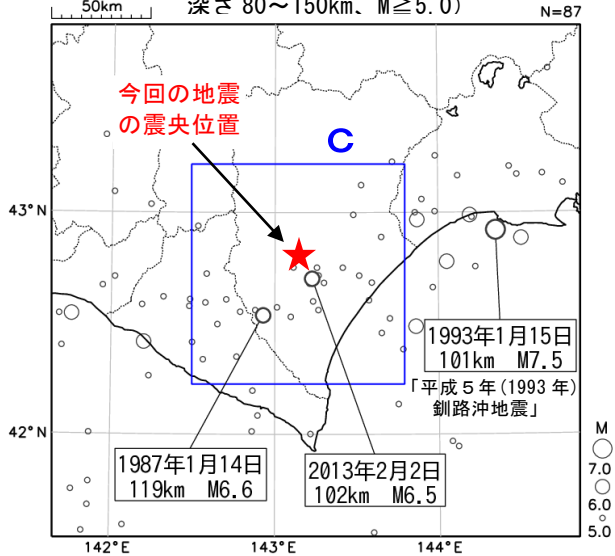 50km
深さ 80～150km、M≧5.0)
N=87
今回の地震
の震央位置
C
43°N
1993年1月15日
101km M7.5
「平成５年(1993 年)
釧路沖地震」
42°N
1987年1月14日
119km M6.6
2013年2月2日
102km M6.5
M
7.0
6.0
5.0
142°E
143°E
144°E